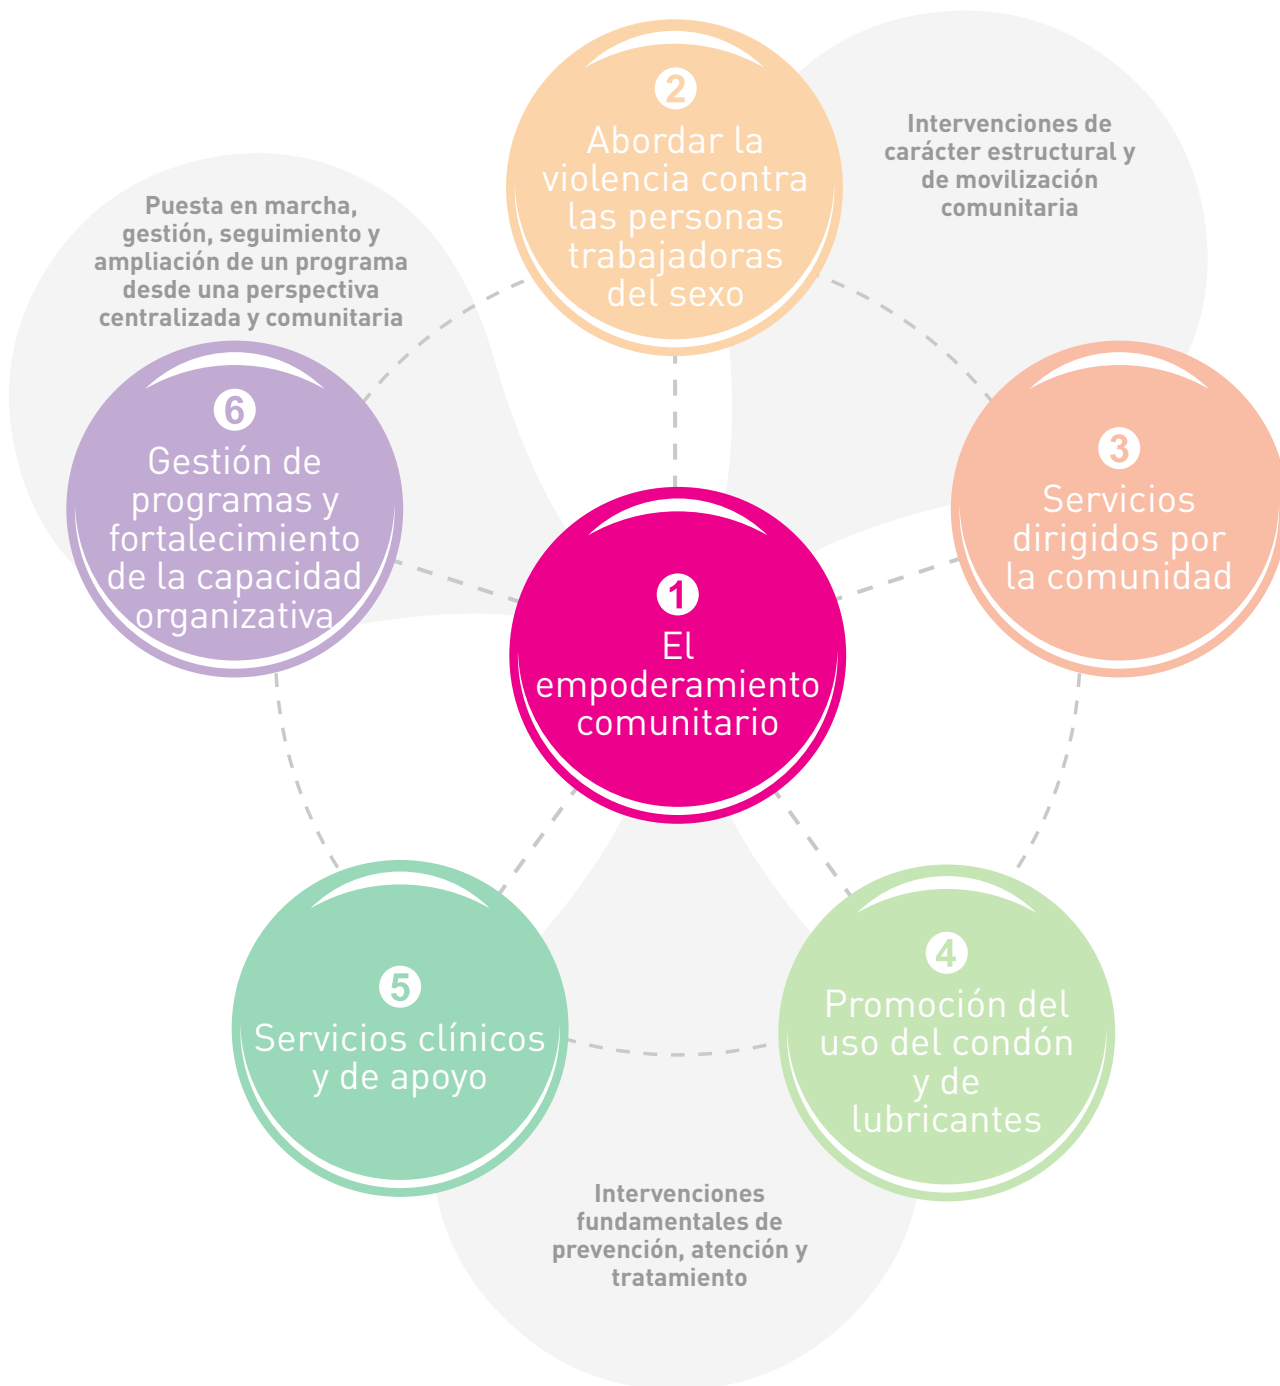 2
Abordar la
violencia contra
las personas
trabajadoras
del sexo
Intervenciones de
carácter estructural y
de movilización
comunitaria
Puesta en marcha,
gestión, seguimiento y
ampliación de un programa
desde una perspectiva
centralizada y comunitaria
6
Gestión de
programas y
fortalecimiento
de la capacidad
organizativa
3
Servicios
dirigidos por
la comunidad
1
El
empoderamiento
comunitario
5
Servicios clínicos
y de apoyo
4
Promoción del
uso del condón
y de
lubricantes
Intervenciones
fundamentales de
prevención, atención y
tratamiento